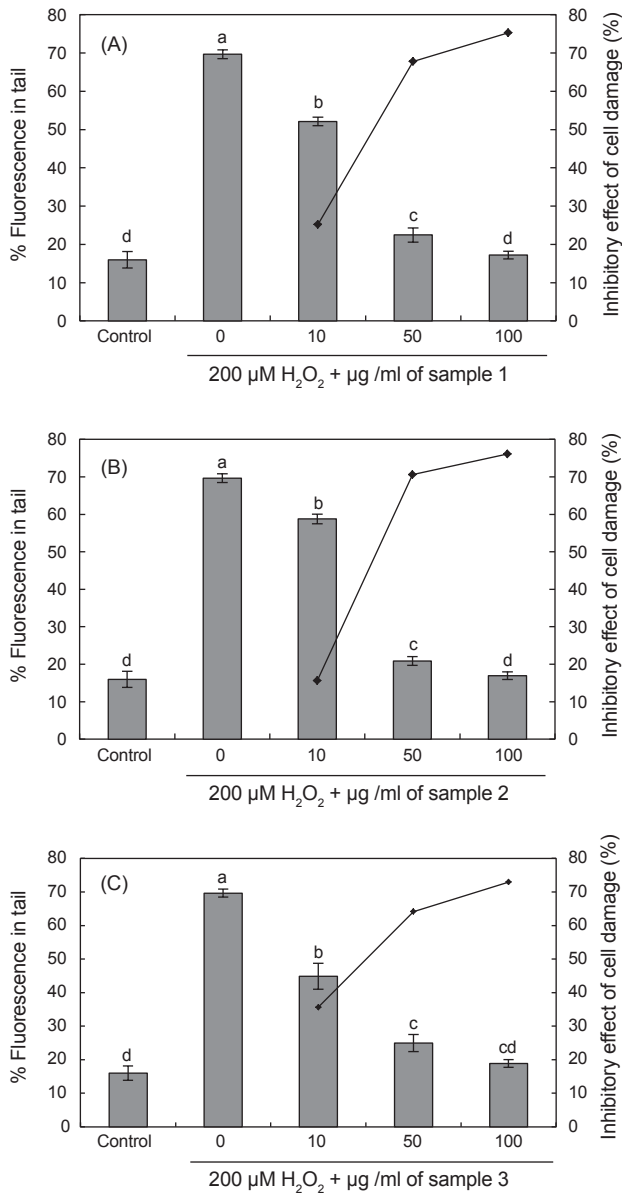 (A)
% Fluorescence in tail
Inhibitory effect of cell damage (%)
80 80
70 70
60 60
50 50
40 40
30 30
20 20
10 10
0 0
d a b c d
Control 0 10 50 100
200 µM H₂O₂ + µg /ml of sample 1
(B)
% Fluorescence in tail
Inhibitory effect of cell damage (%)
80 80
70 70
60 60
50 50
40 40
30 30
20 20
10 10
0 0
d a b c d
Control 0 10 50 100
200 µM H₂O₂ + µg /ml of sample 2
(C)
% Fluorescence in tail
Inhibitory effect of cell damage (%)
80 80
70 70
60 60
50 50
40 40
30 30
20 20
10 10
0 0
d a b c cd
Control 0 10 50 100
200 µM H₂O₂ + µg /ml of sample 3